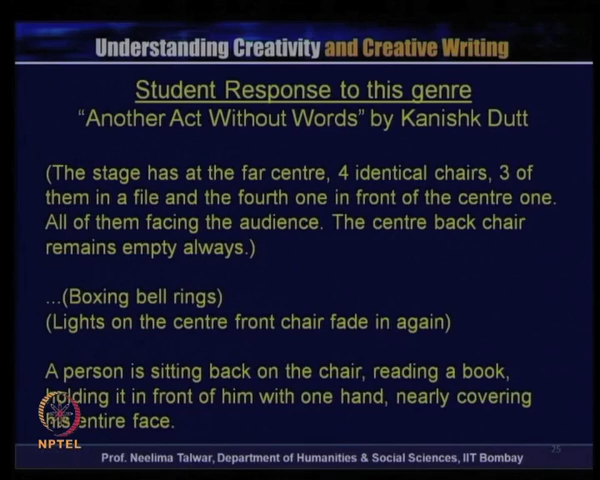 Understanding Creativity and Creative Writing
Student Response to this genre
“Another Act Without Words” by Kanishk Dutt
(The stage has at the far centre, 4 identical chairs, 3 of
them in a file and the fourth one in front of the centre one.
All of them facing the audience. The centre back chair
remains empty always.)
...(Boxing bell rings)
(Lights on the centre front chair fade in again)
A person is sitting back on the chair, reading a book,
holding it in front of him with one hand, nearly covering
his entire face.
NPTEL
25
Prof. Neelima Talwar, Department of Humanities & Social Sciences, IIT Bombay